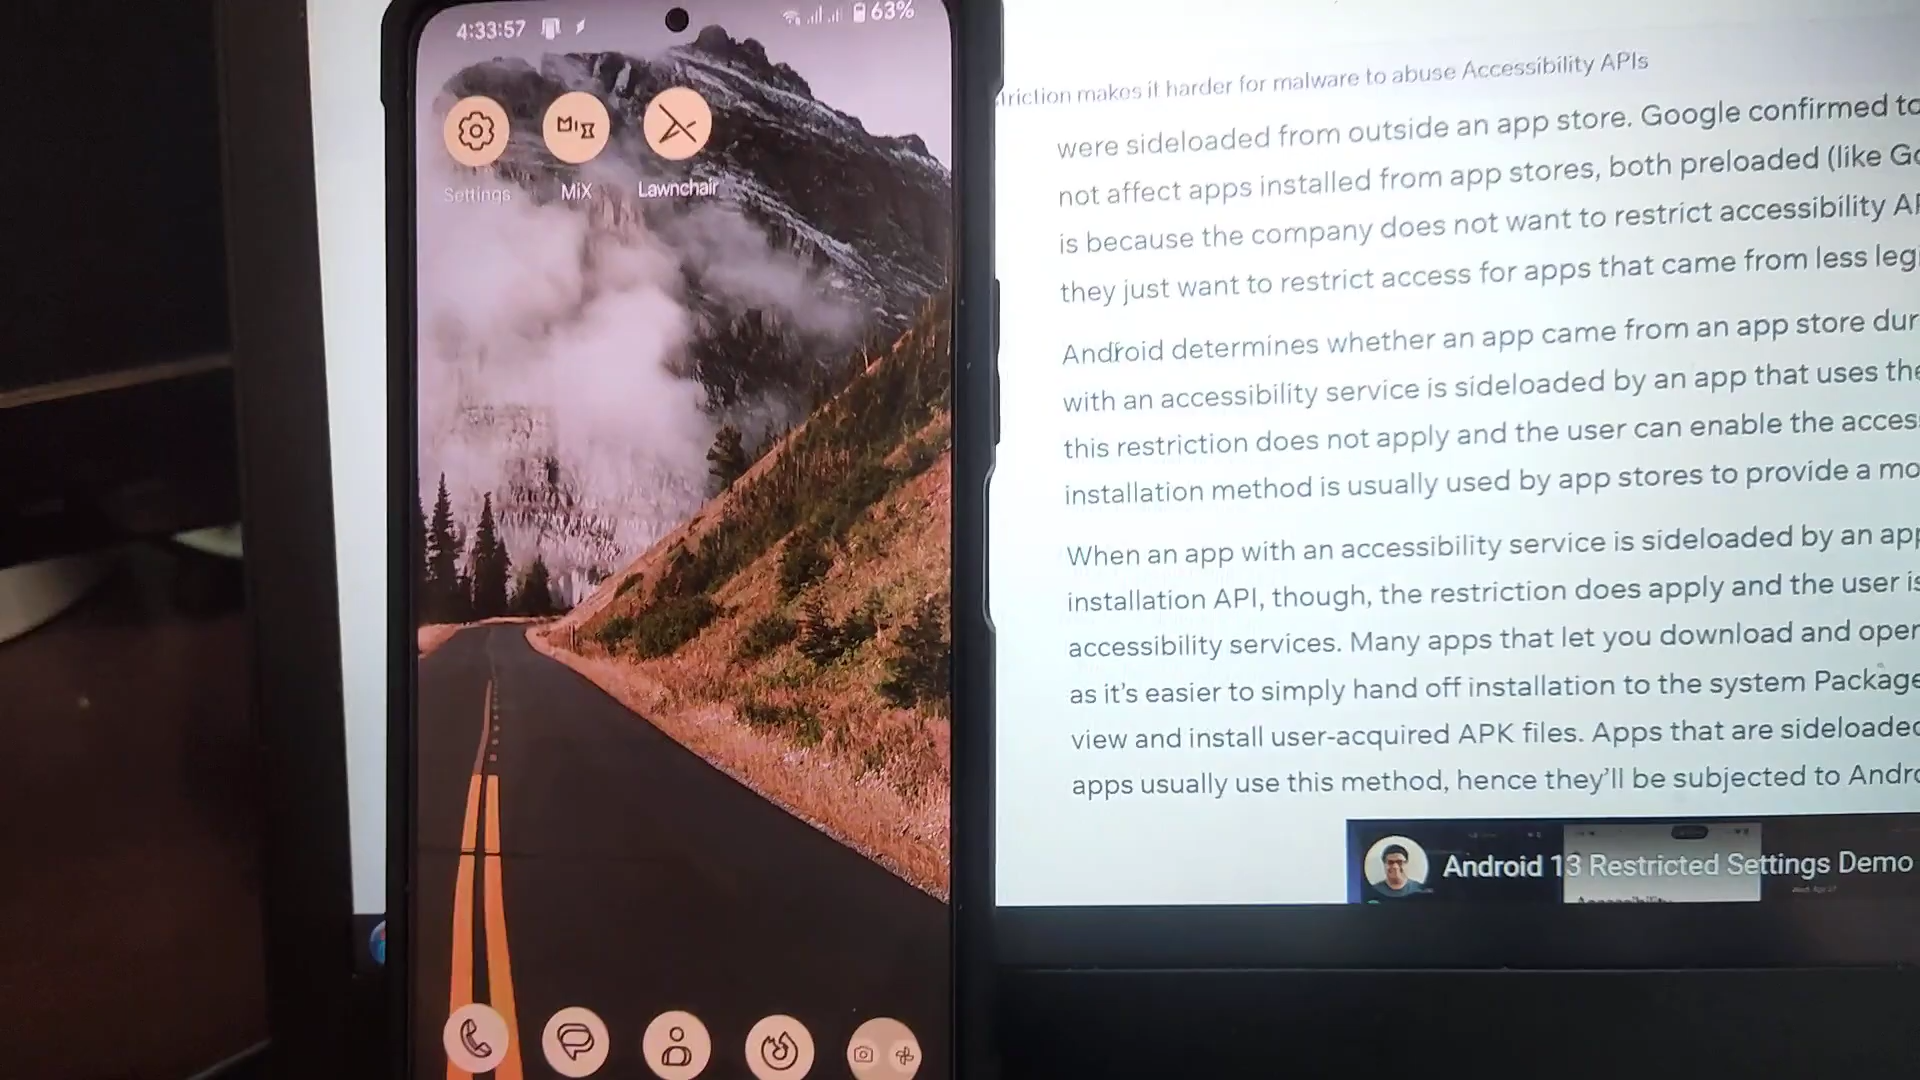 4:33:57
63%
Settings
MiX
Lawnchair
triction makes it harder for malware to abuse Accessibility APIs
were sideloaded from outside an app store. Google confirmed to
not affect apps installed from app stores, both preloaded (like Go
is because the company does not want to restrict accessibility AP
they just want to restrict access for apps that came from less legi
Android determines whether an app came from an app store dur
with an accessibility service is sideloaded by an app that uses the
this restriction does not apply and the user can enable the access
installation method is usually used by app stores to provide a mo
When an app with an accessibility service is sideloaded by an app
installation API, though, the restriction does apply and the user is
accessibility services. Many apps that let you download and open
as it's easier to simply hand off installation to the system Package
view and install user-acquired APK files. Apps that are sideloaded
apps usually use this method, hence they'll be subjected to Andro
Android 13 Restricted Settings Demo